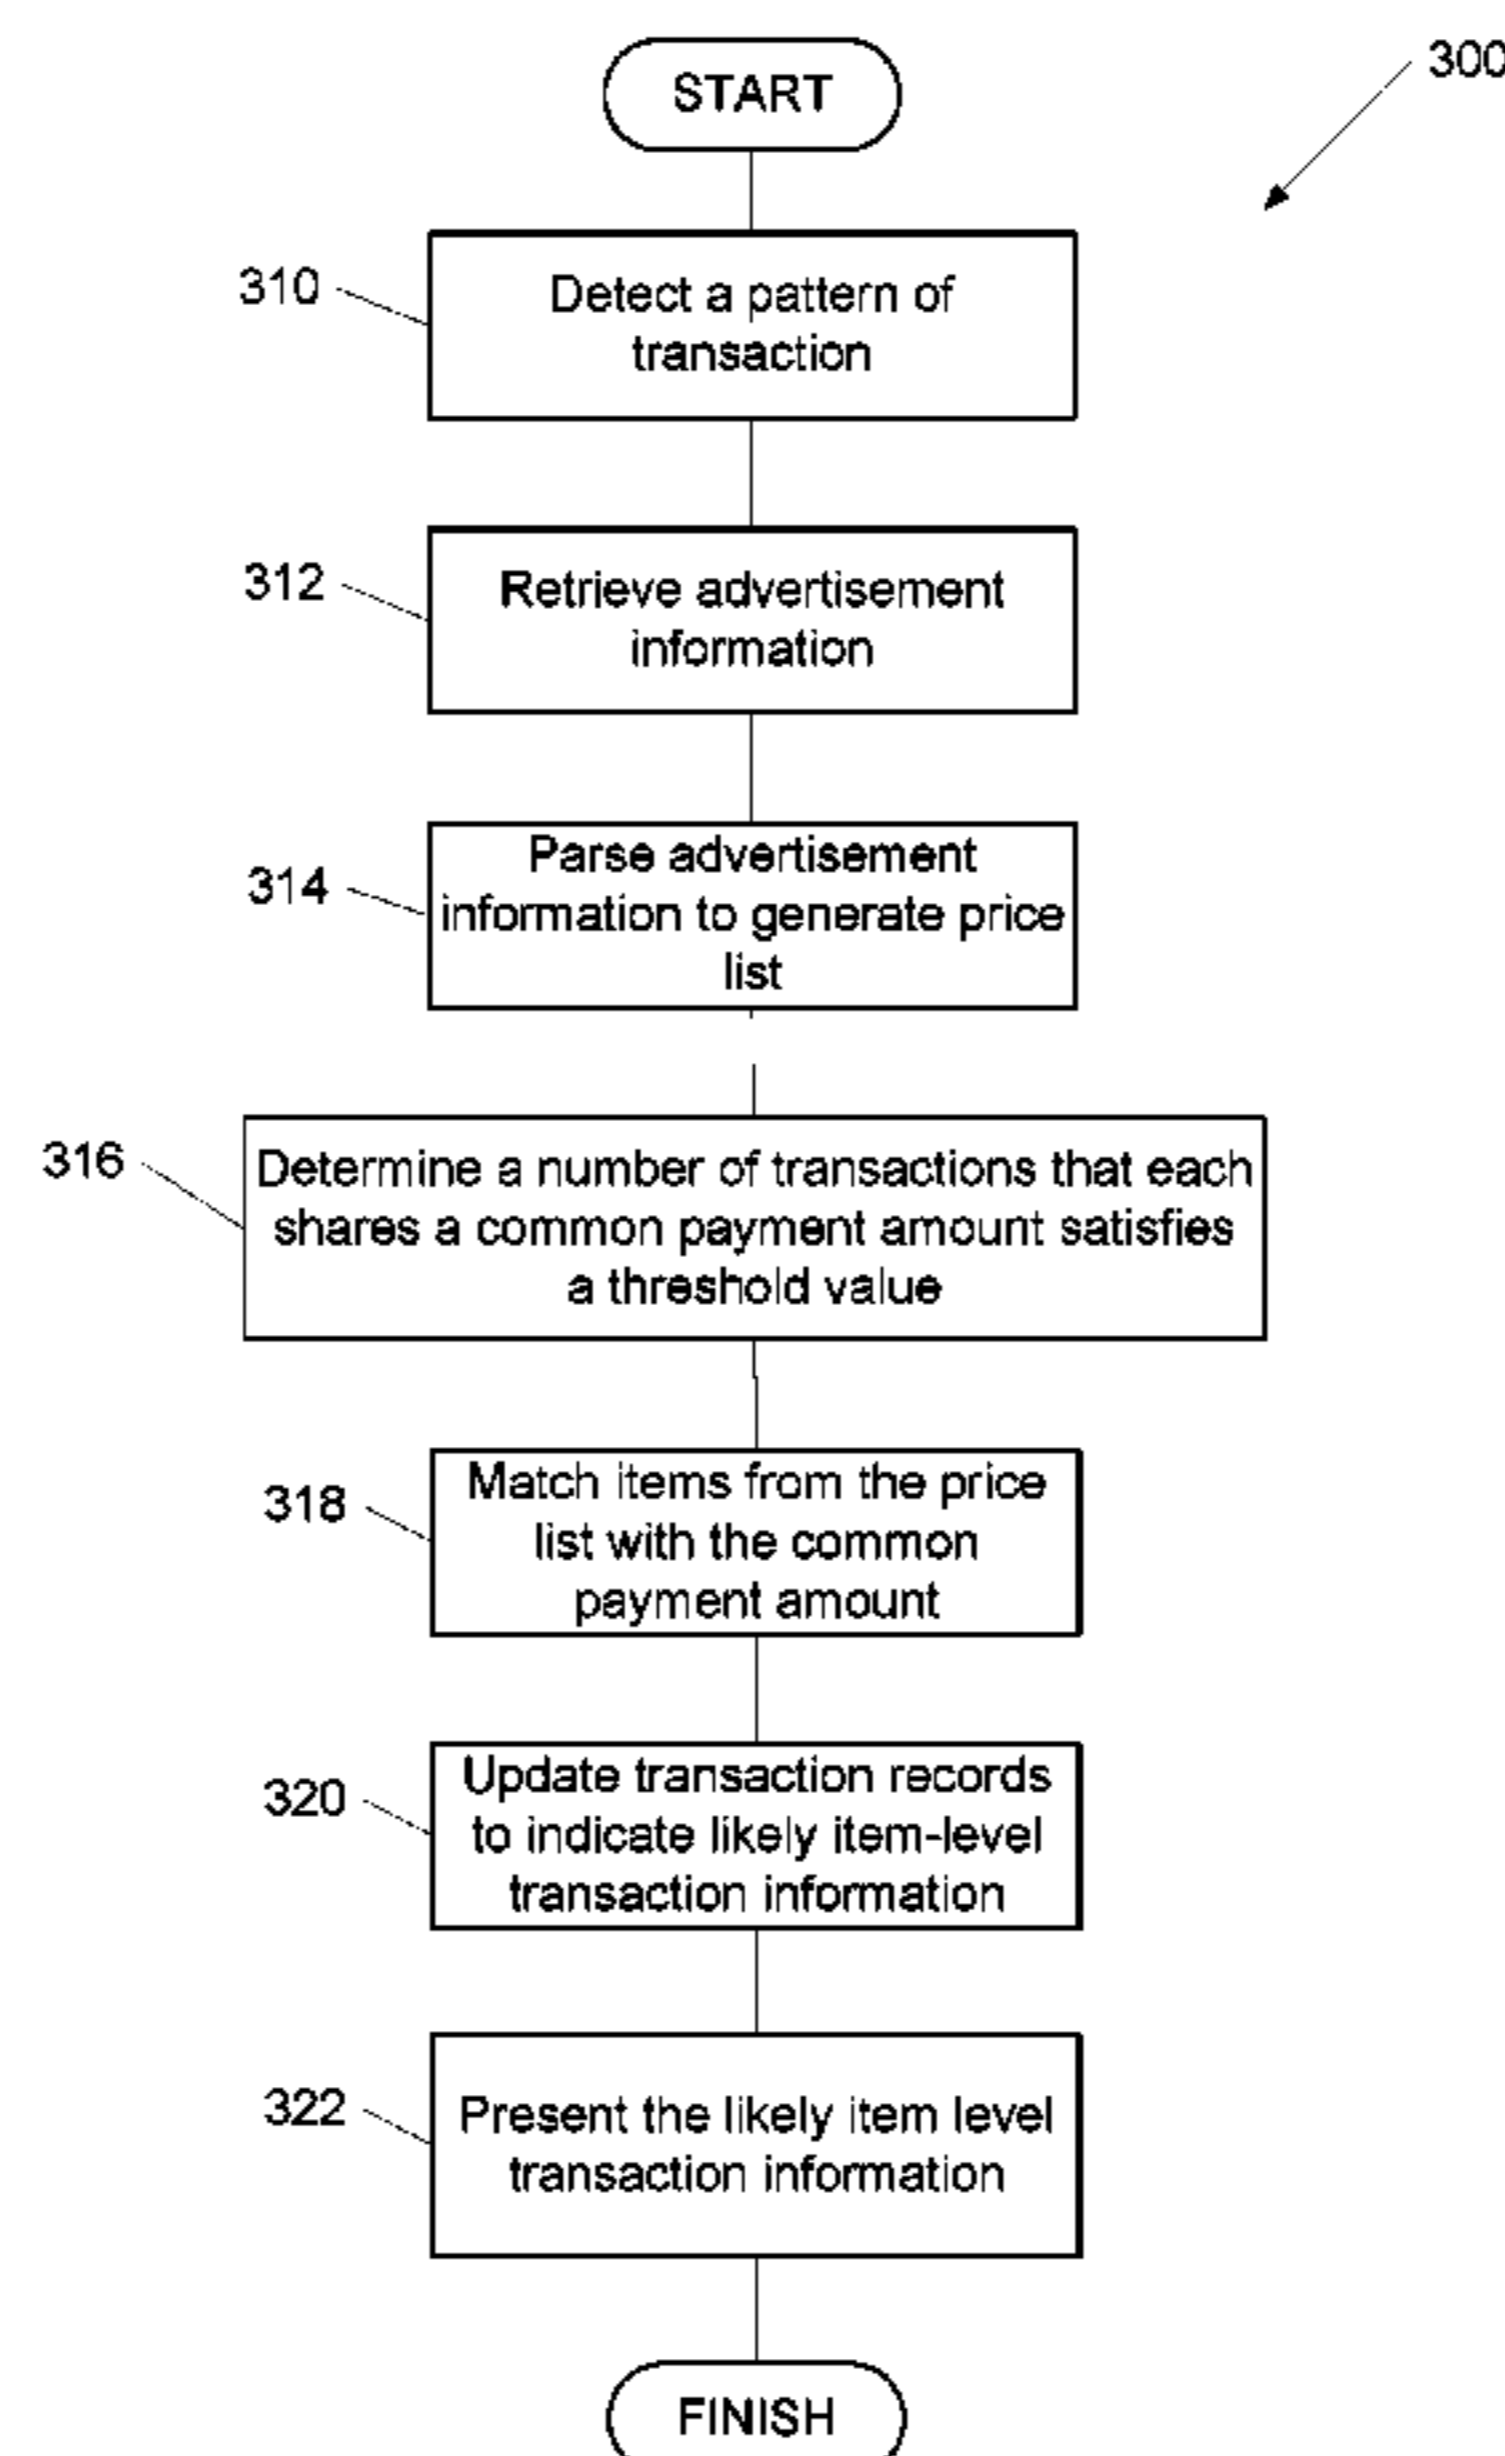 START
300
310
Detect a pattern of
transaction
312
Retrieve advertisement
information
314
Parse advertisement
information to generate price
list
316
Determine a number of transactions that each
shares a common payment amount satisfies
a threshold value
318
Match items from the price
list with the common
payment amount
320
Update transaction records
to indicate likely item-level
transaction information
322
Present the likely item level
transaction information
FINISH